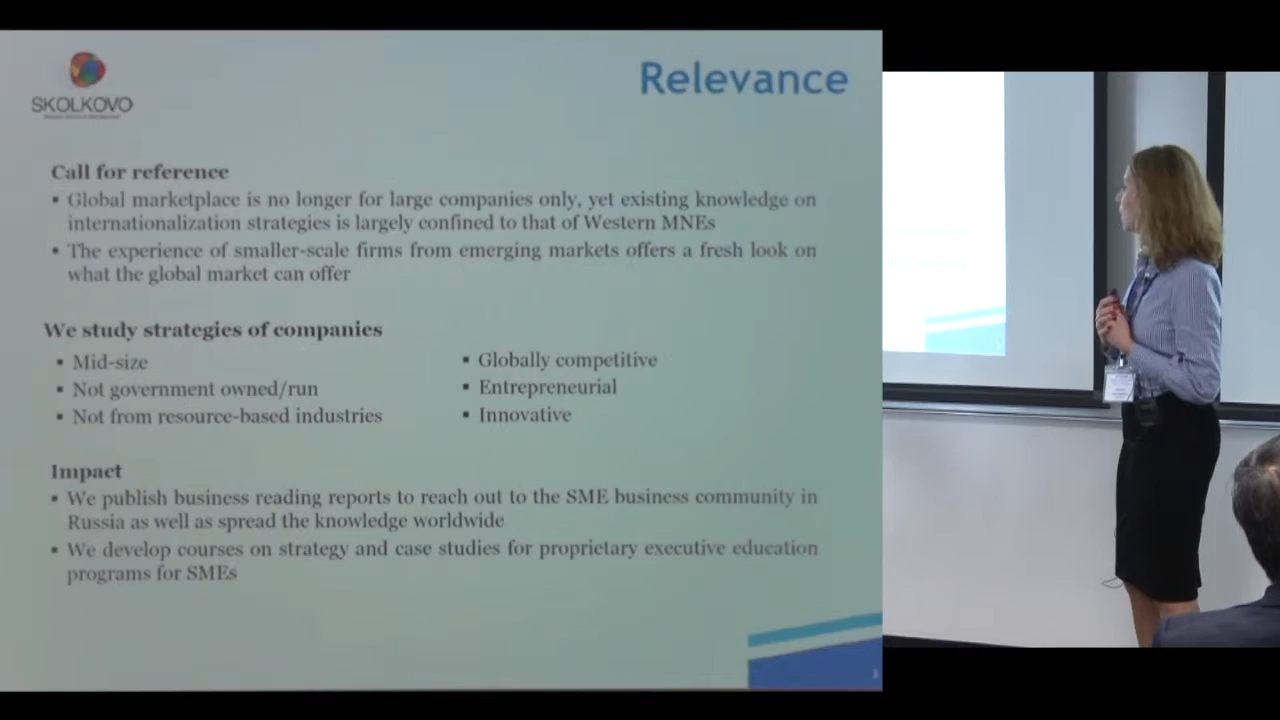 SKOLKOVO
Relevance
Call for reference
▪ Global marketplace is no longer for large companies only, yet existing knowledge on
internationalization strategies is largely confined to that of Western MNEs
▪ The experience of smaller-scale firms from emerging markets offers a fresh look on
what the global market can offer
We study strategies of companies
▪ Mid-size
▪ Not government owned/run
▪ Not from resource-based industries
▪ Globally competitive
▪ Entrepreneurial
▪ Innovative
Impact
▪ We publish business reading reports to reach out to the SME business community in
Russia as well as spread the knowledge worldwide
▪ We develop courses on strategy and case studies for proprietary executive education
programs for SMEs
3